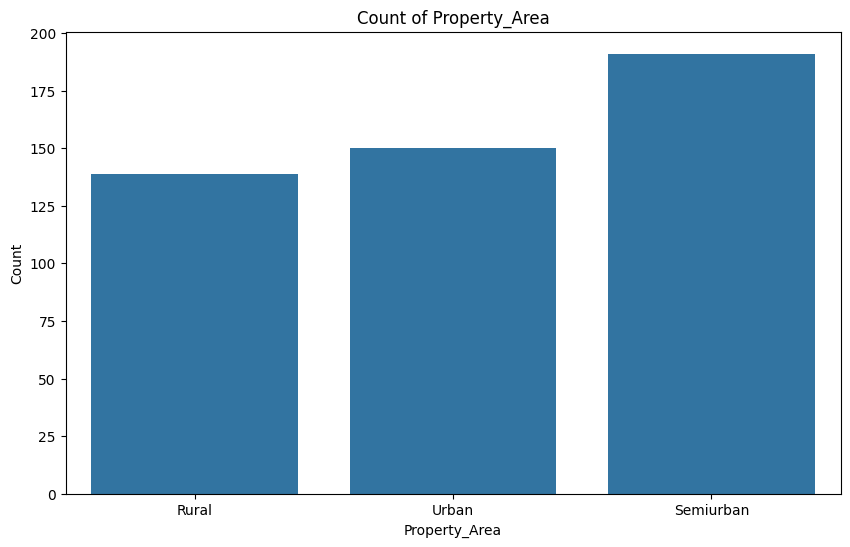 Count of Property_Area
200
175
150
125
100
75
50
25
0
Count
Rural
Urban
Semiurban
Property_Area